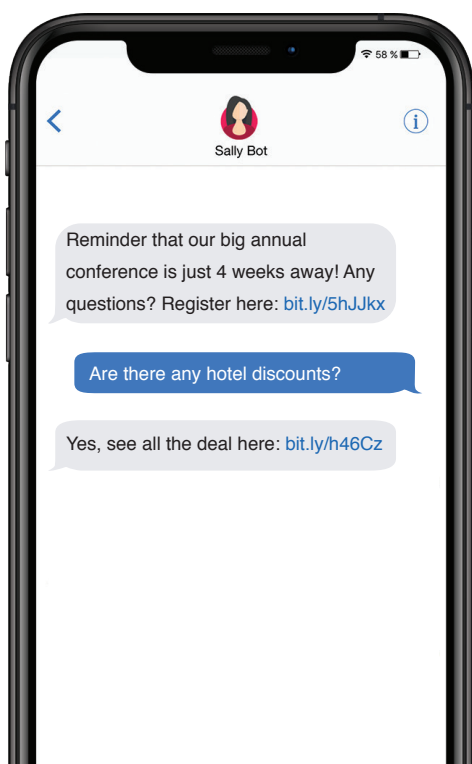 58 %
Sally Bot
Reminder that our big annual
conference is just 4 weeks away! Any
questions? Register here: bit.ly/5hJJkx
Are there any hotel discounts?
Yes, see all the deal here: bit.ly/h46Cz